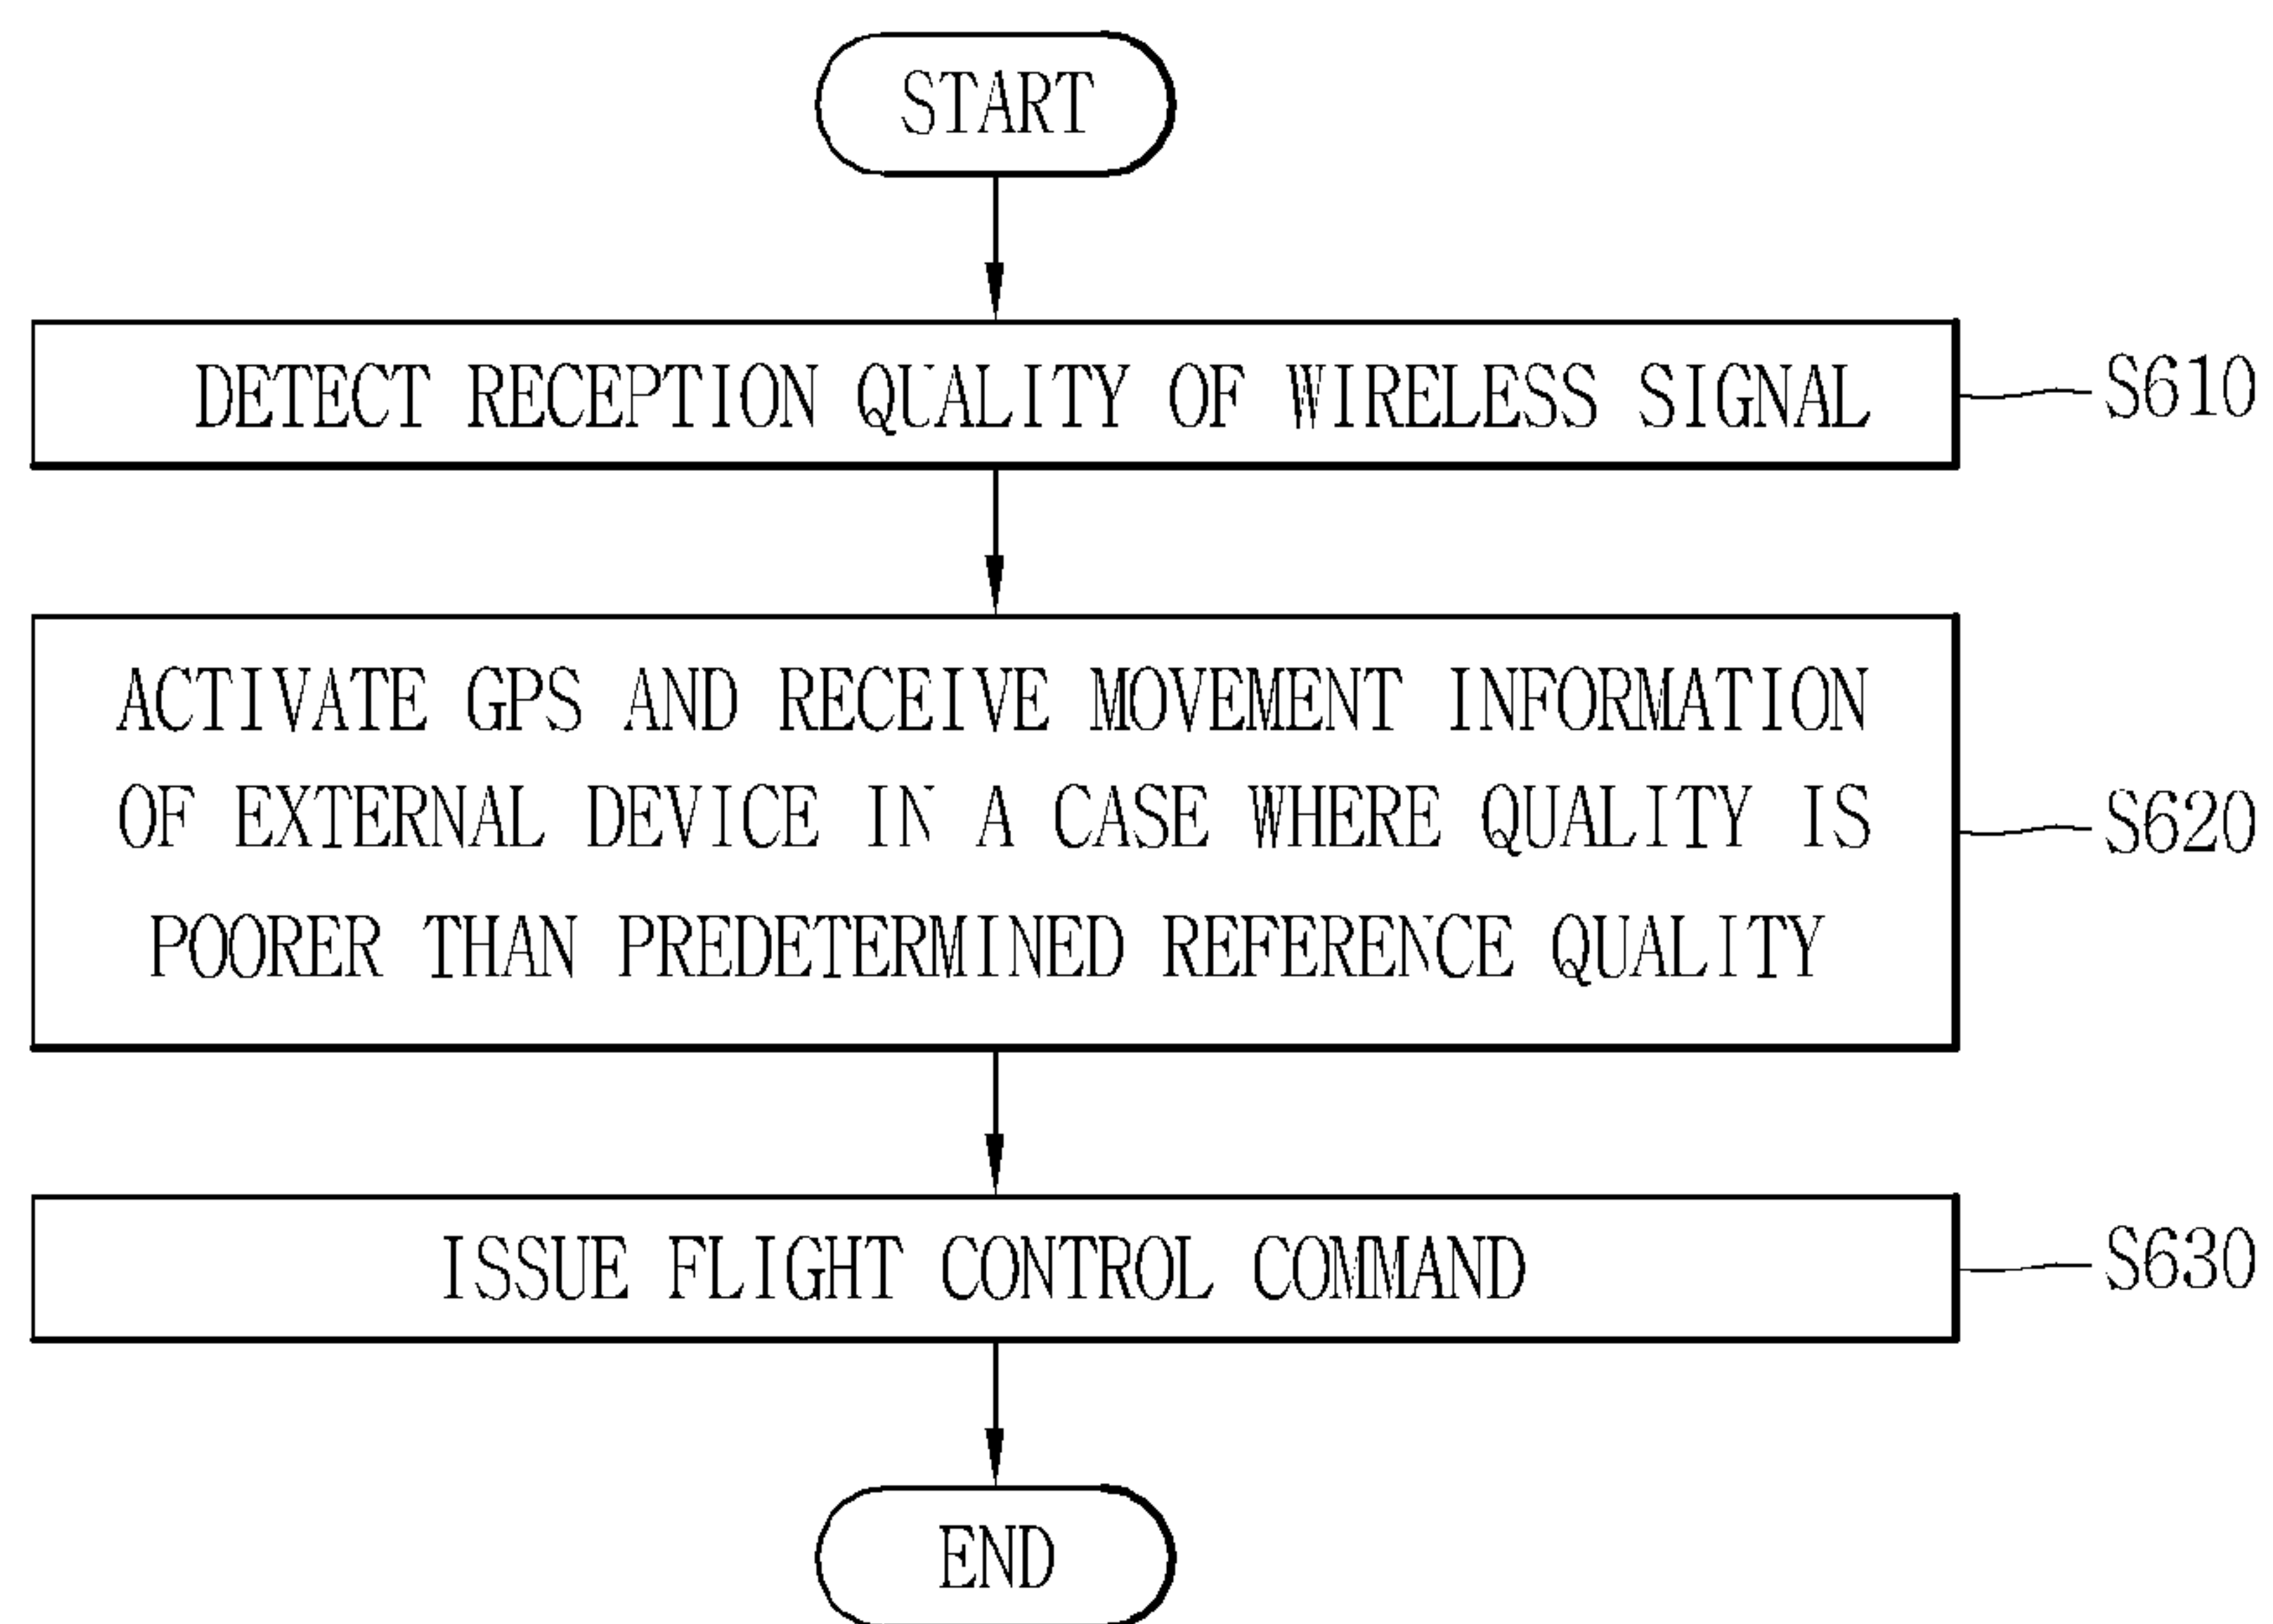 START
DETECT RECEPTION QUALITY OF WIRELESS SIGNAL
S610
ACTIVATE GPS AND RECEIVE MOVEMENT INFORMATION
OF EXTERNAL DEVICE IN A CASE WHERE QUALITY IS
POORER THAN PREDETERMINED REFERENCE QUALITY
S620
ISSUE FLIGHT CONTROL COMMAND
S630
END